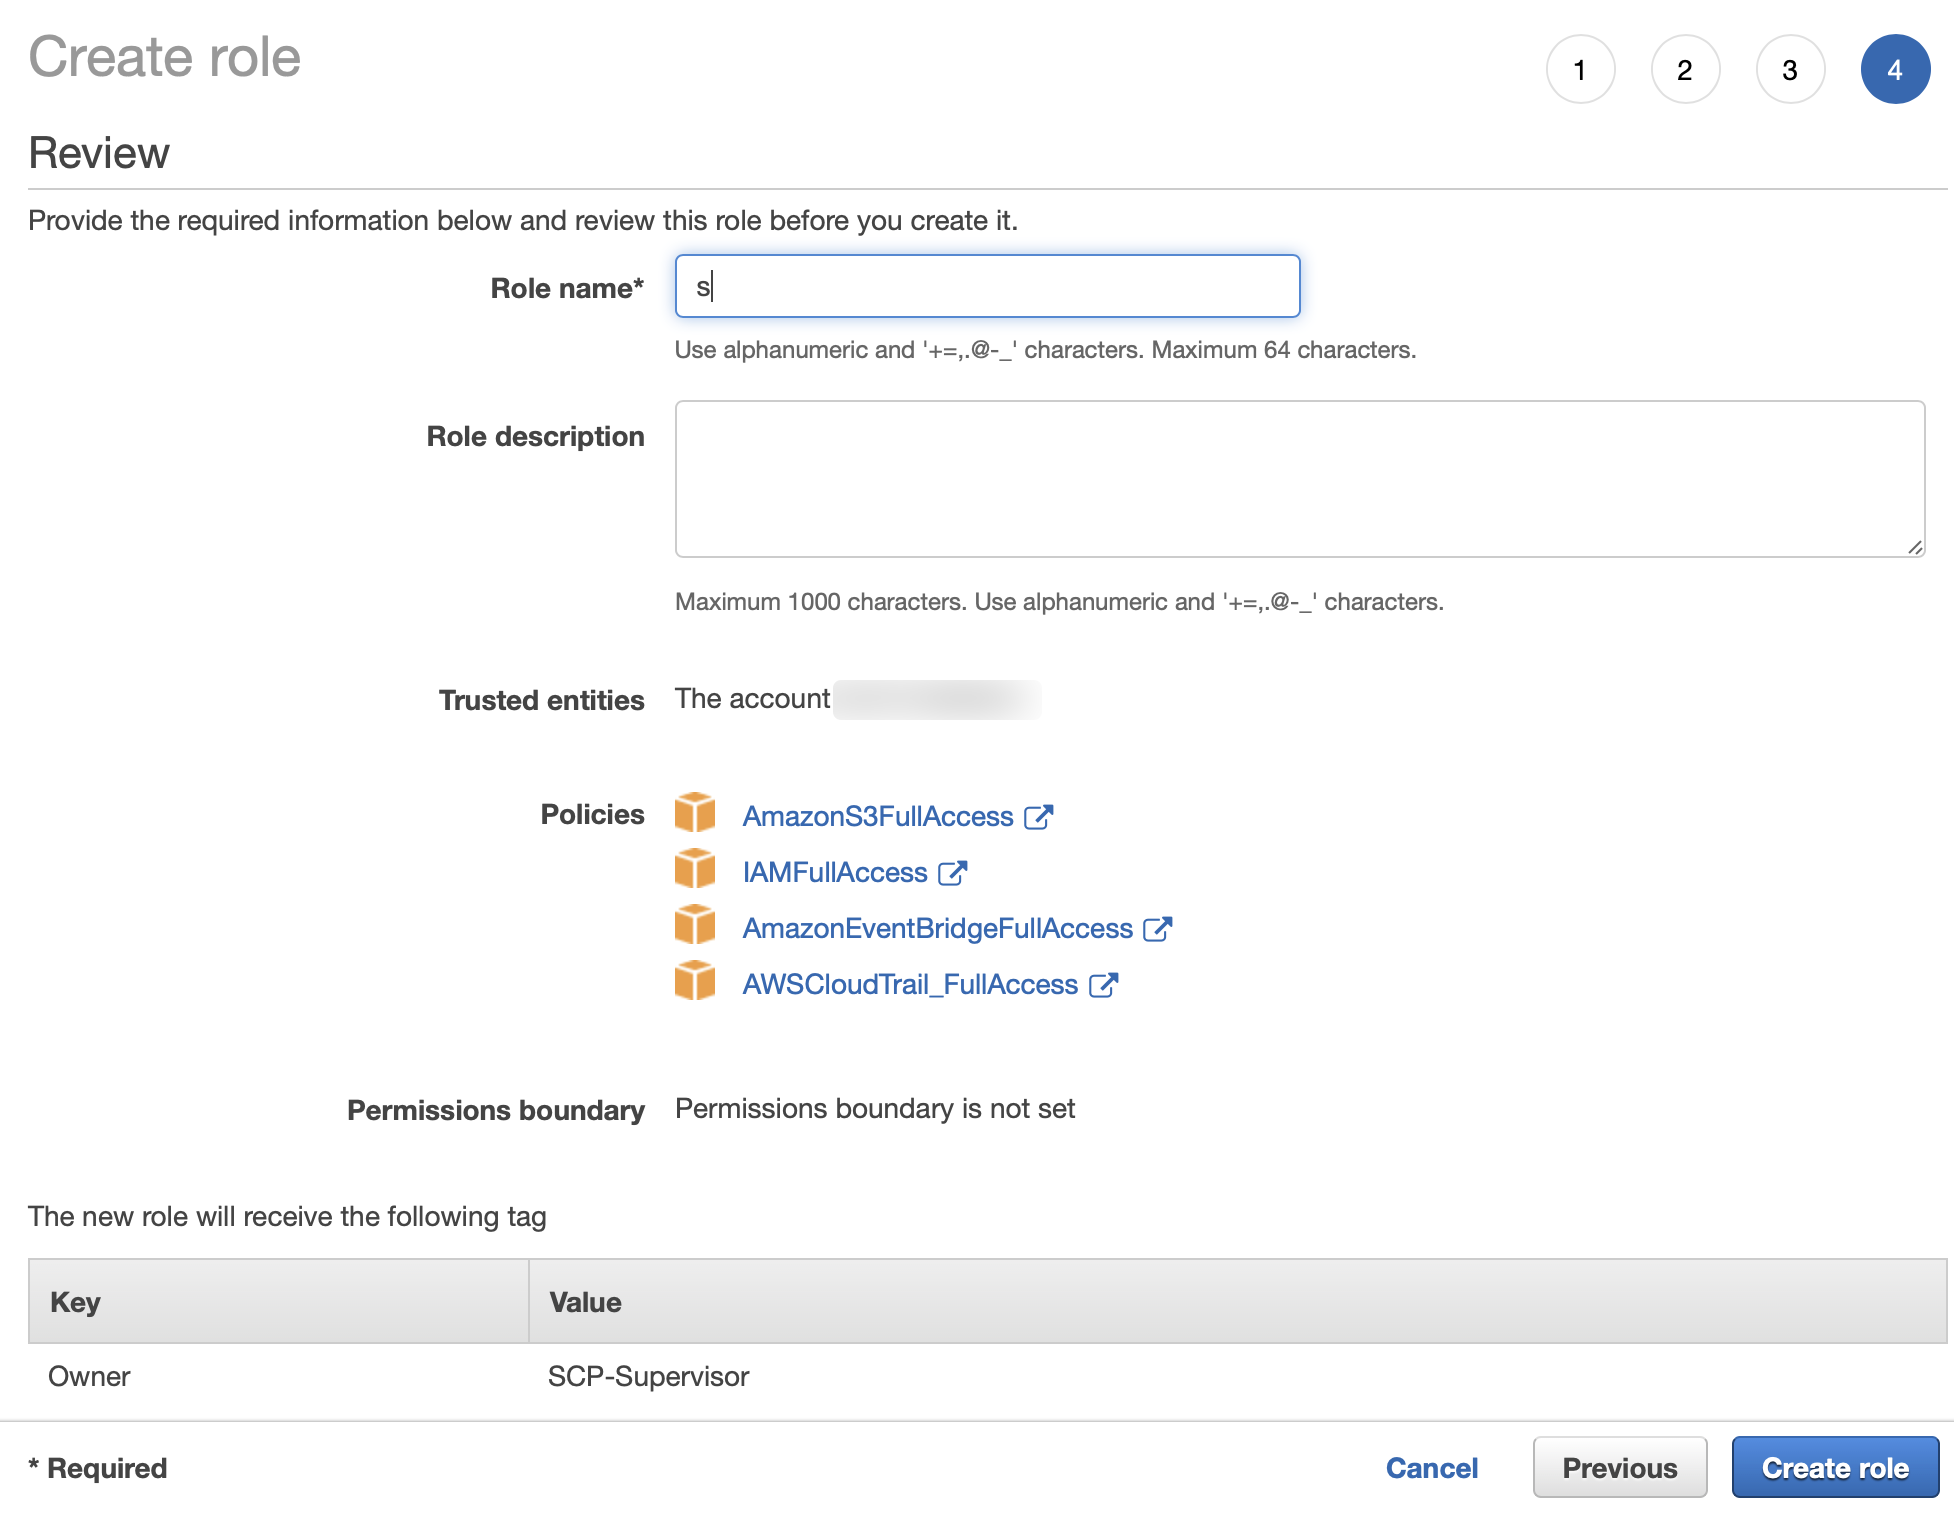 Create role
1 2 3 4
Review
Provide the required information below and review this role before you create it.
Role name* s
Use alphanumeric and '+=,.@-_' characters. Maximum 64 characters.
Role description
Maximum 1000 characters. Use alphanumeric and '+=,.@-_' characters.
Trusted entities The account
Policies AmazonS3FullAccess
IAMFullAccess
AmazonEventBridgeFullAccess
AWSCloudTrail_FullAccess
Permissions boundary Permissions boundary is not set
The new role will receive the following tag
Key Value
Owner SCP-Supervisor
* Required Cancel Previous Create role